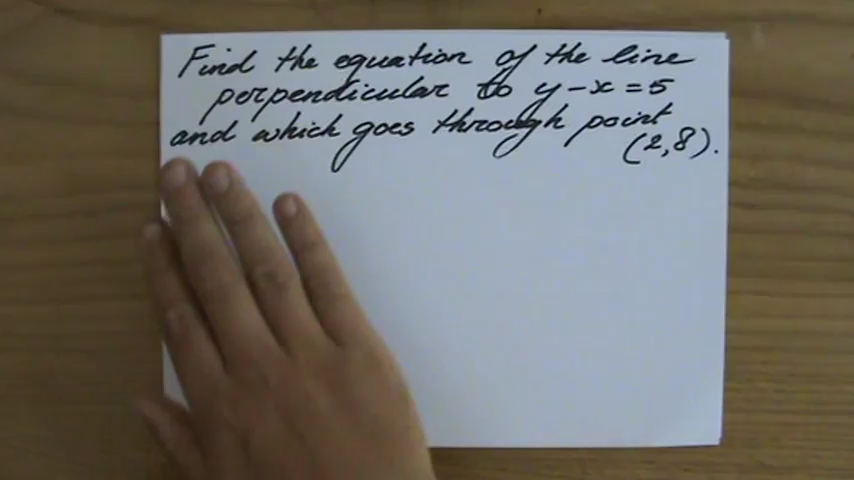 Find the equation of the line
perpendicular to y - x = 5
and which goes through point
(2,8).